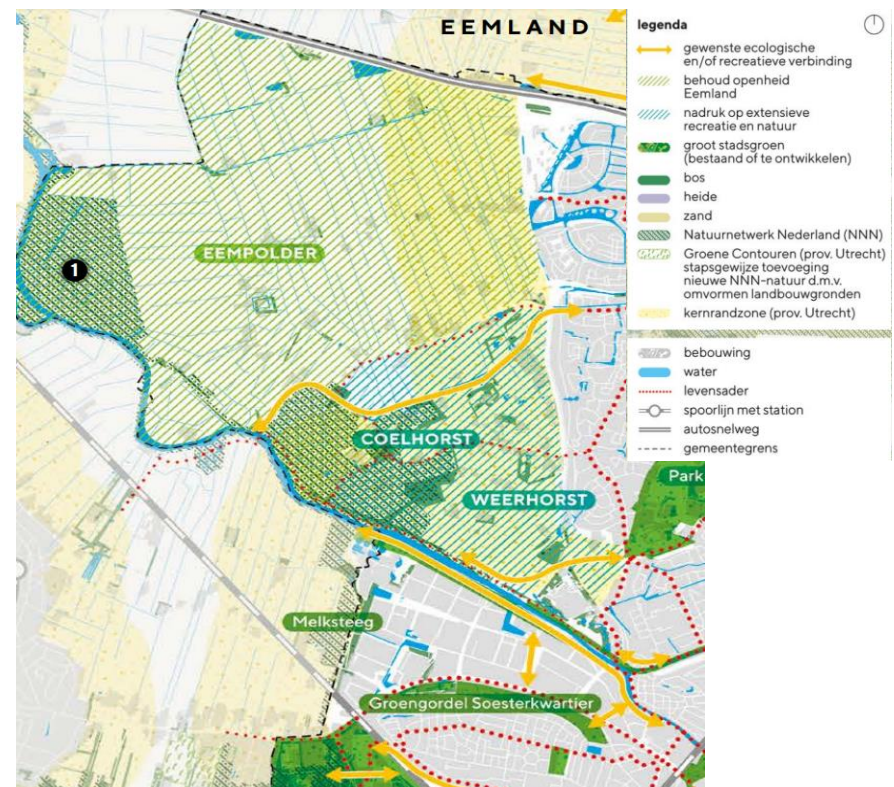 EEMLAND
EEMPOLDER
1
COELHORST
WEERHORST
Park
Melksteeg
Groengordel Soesterkwartier
legenda
gewenste ecologische
en/of recreatieve verbinding
behoud openheid
Eemland
nadruk op extensieve
recreatie en natuur
groot stadsgroen
(bestaand of te ontwikkelen)
bos
heide
zand
Natuurnetwerk Nederland (NNN)
Groene Contouren (prov. Utrecht)
stapsgewijze toevoeging
nieuwe NNN-natuur d.m.v.
omvormen landbouwgronden
kernrandzone (prov. Utrecht)
bebouwing
water
levensader
spoorlijn met station
autosnelweg
gemeentegrens